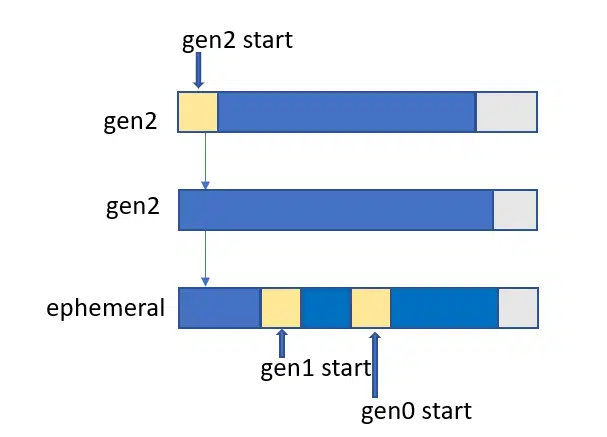 gen2 start
gen2
gen2
ephemeral
gen1 start
gen0 start